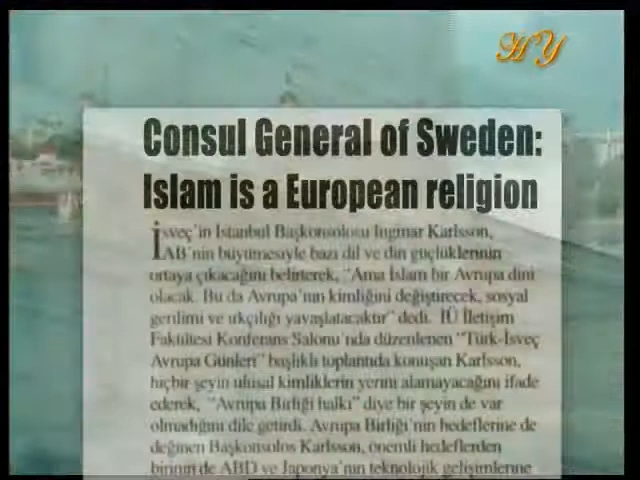 HY
Consul General of Sweden:
Islam is a European religion
İsveç'in İstanbul Başkonsolosu Ingmar Karlsson,
AB'nin büyümesiyle bazı dil ve din güçlüklerinin
ortaya çıkacağını belirterek, "Ama İslam bir Avrupa dini
olacak. Bu da Avrupa'nın kimliğini değiştirecek, sosyal
gerilimi ve ırkçılığı yavaşlatacaktır" dedi. İÜ İletişim
Fakültesi Konferans Salonu'nda düzenlenen "Türk-İsveç
Avrupa Günleri" başlıklı toplantıda konuşan Karlsson,
hiçbir şeyin ulusal kimliklerin yerini alamayacağını ifade
ederek, "Avrupa Birliği halkı" diye bir şeyin de var
olmadığını dile getirdi. Avrupa Birliği'nin hedeflerine de
değinen Başkonsolos Karlsson, önemli hedeflerden
birinin de ABD ve Japonya'nın teknolojik gelişimlerine